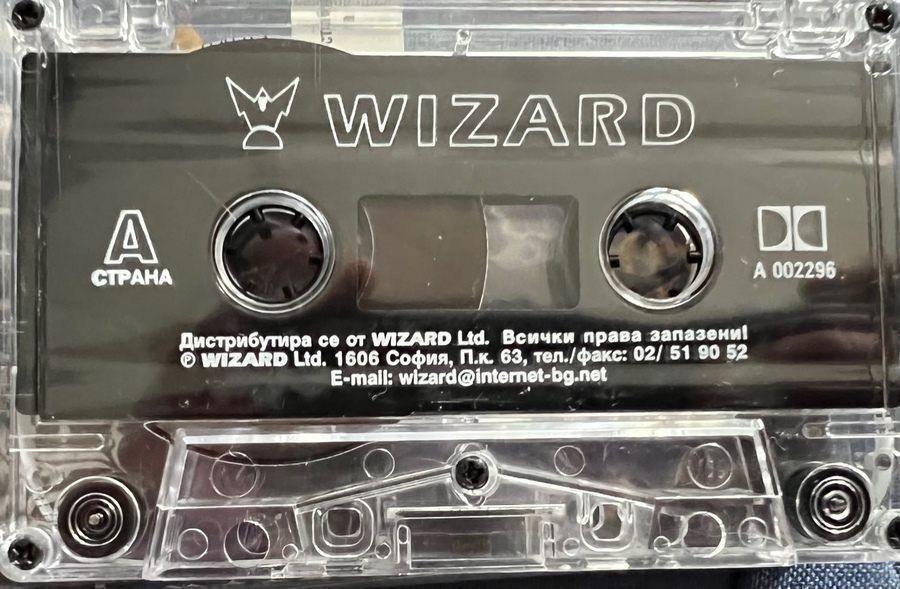 WIZARD
A
СТРАНА
A 002296
Дистрибутира се от WIZARD Ltd. Всички права запазени!
℗ WIZARD Ltd. 1606 София, П.к. 63, тел./факс: 02/ 51 90 52
E-mail: wizard@internet-bg.net